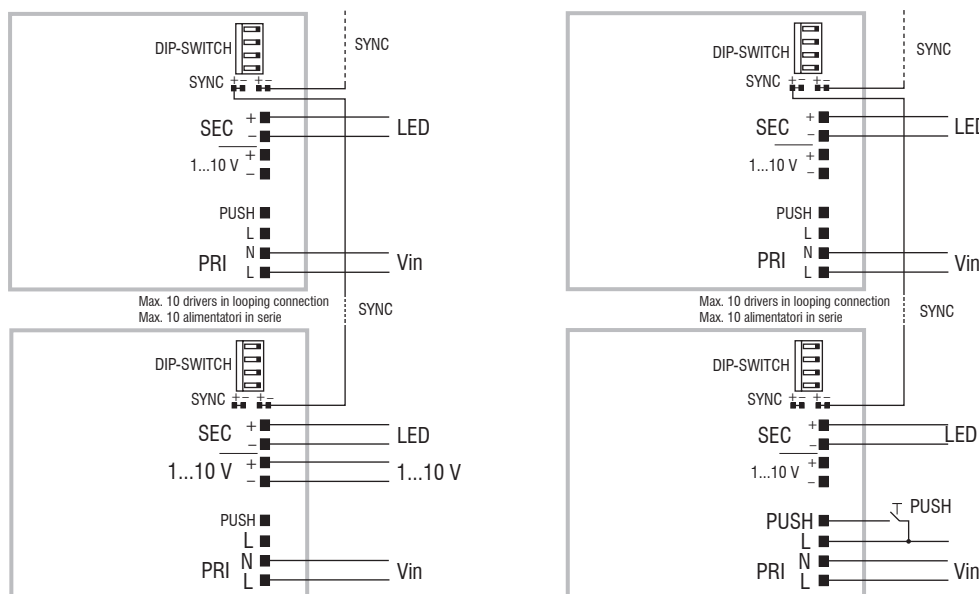 DIP-SWITCH
SYNC
SYNC
+ - + -
SEC
+
-
LED
1...10 V
+
-
PUSH
L
PRI
N
L
Vin
Max. 10 drivers in looping connection
Max. 10 alimentatori in serie
SYNC
DIP-SWITCH
SYNC
+ - + -
SEC
+
-
LED
1...10 V
+
-
1...10 V
PUSH
L
PRI
N
L
Vin
DIP-SWITCH
SYNC
SYNC
+ - + -
SEC
+
-
LED
1...10 V
+
-
PUSH
L
PRI
N
L
Vin
Max. 10 drivers in looping connection
Max. 10 alimentatori in serie
SYNC
DIP-SWITCH
SYNC
+ - + -
SEC
+
-
LED
1...10 V
+
-
PUSH
PUSH
L
PRI
N
L
Vin